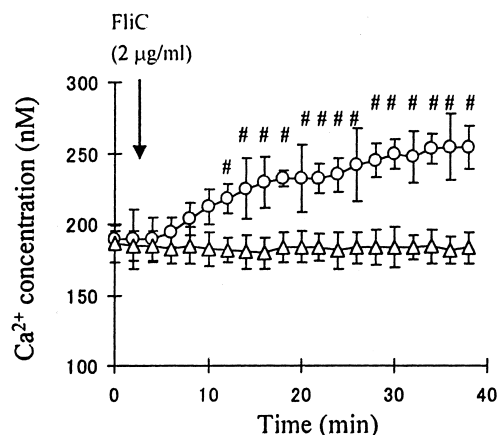 FliC
(2 μg/ml)
300
# # # # # #
# # # #
# # #
250
#
200
150
100
Ca²⁺ concentration (nM)
0 10 20 30 40
Time (min)